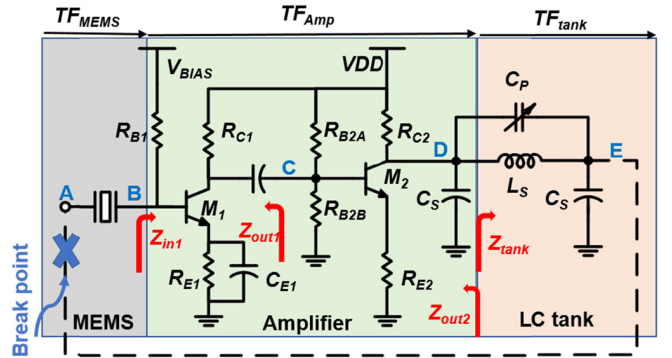 TF_MEMS
TF_Amp
TF_tank
V_BIAS
VDD
C_P
R_B1
R_C1
R_B2A
R_C2
A
B
C
D
E
M_1
M_2
L_S
C_S
C_S
Z_in1
Z_out1
R_B2B
Z_tank
R_E1
C_E1
R_E2
Z_out2
Break point
MEMS
Amplifier
LC tank